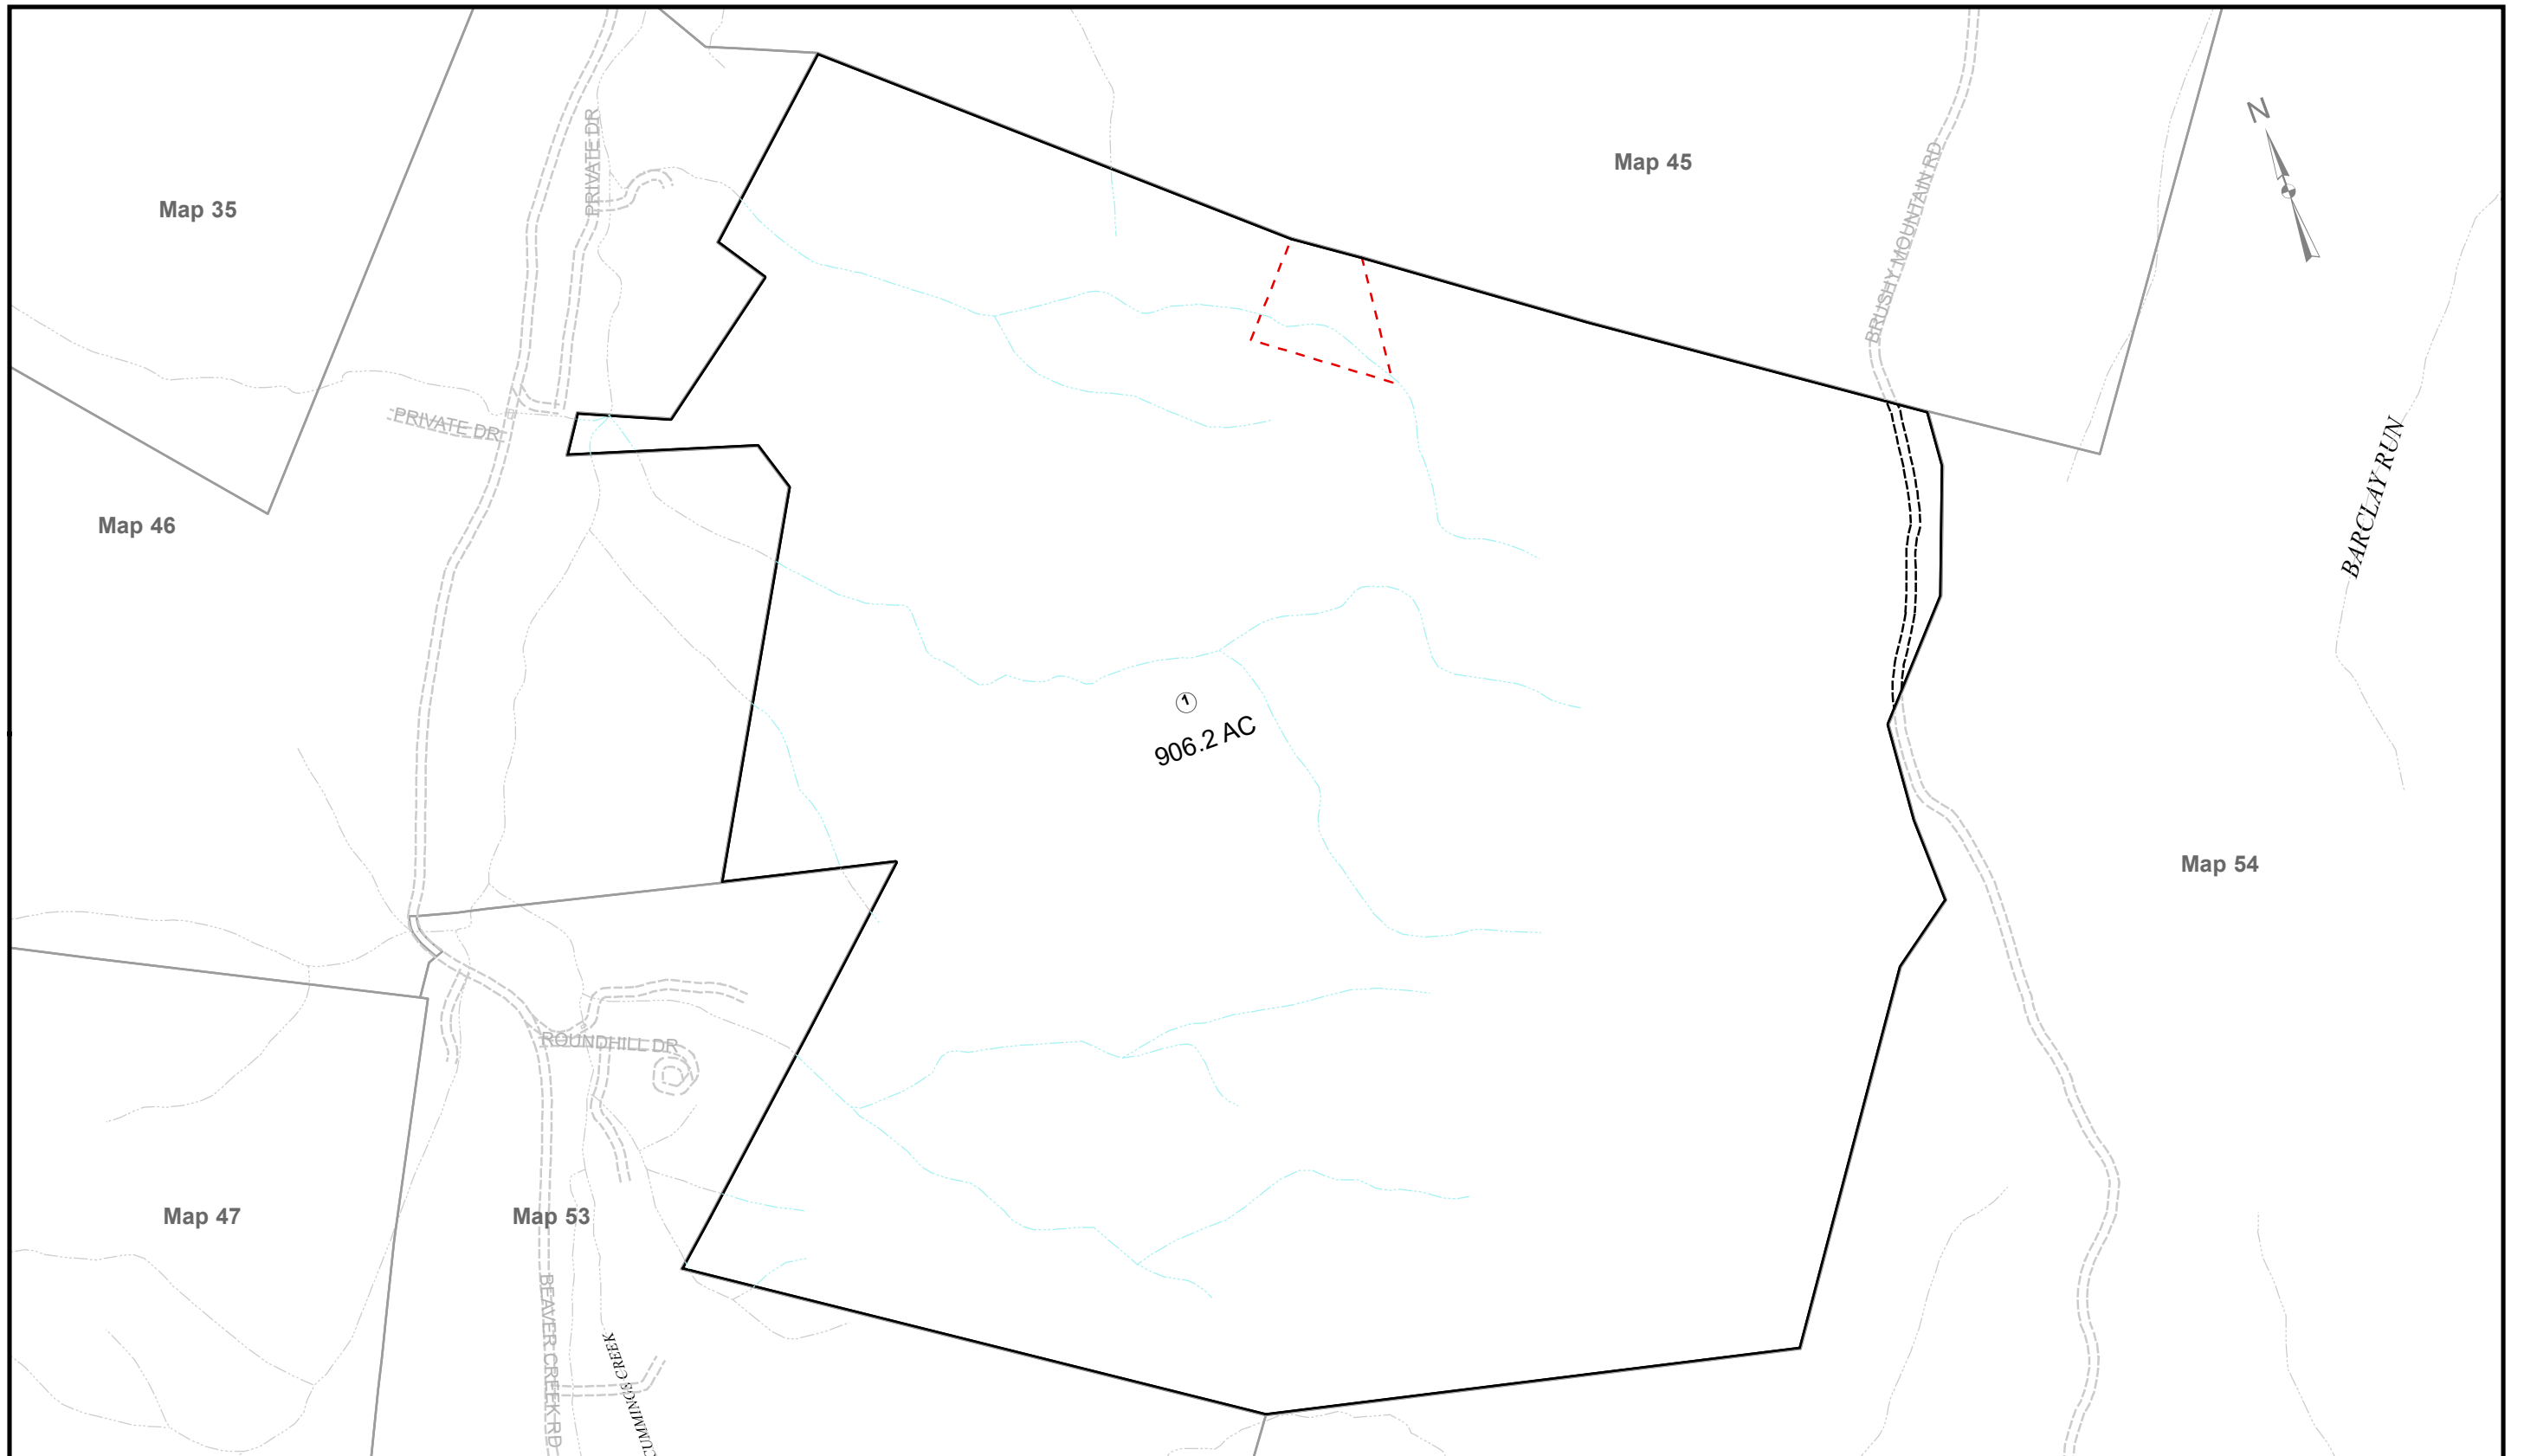 N
PRIVATE DR
Map 45
Map 35
BRUSHY MOUNTAIN RD
PRIVATE DR
Map 46
BARCLAY RUN
1
906.2 AC
Map 54
ROUNDHILL DR
Map 47
Map 53
BEAVER CREEK RD
CUMMINGS CREEK